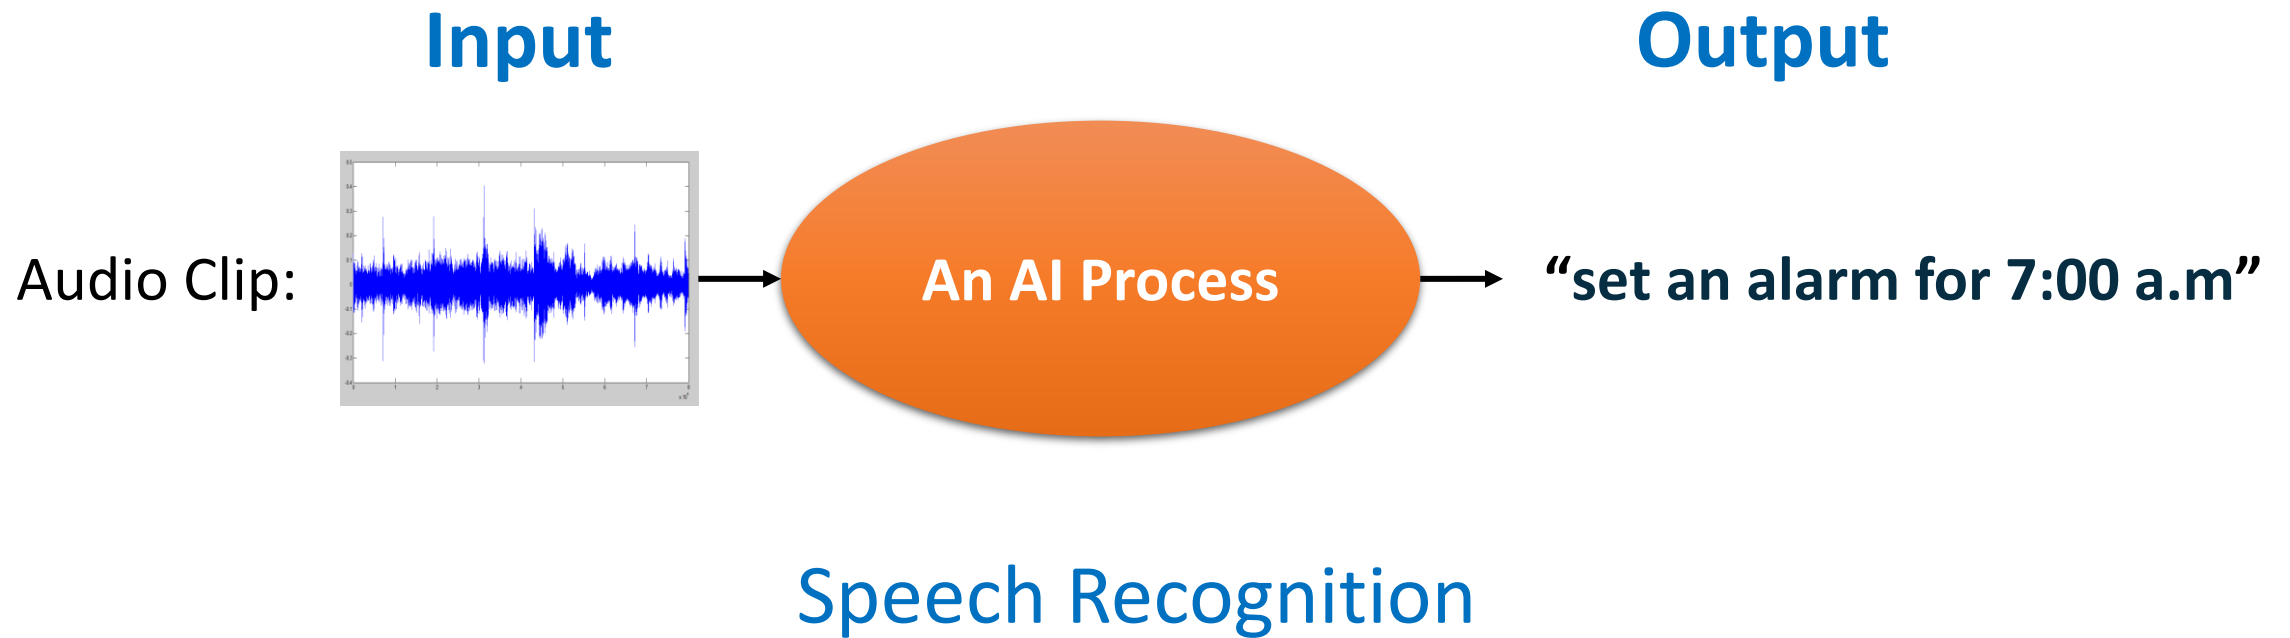 Input
Output
Audio Clip:
An AI Process
“set an alarm for 7:00 a.m”
Speech Recognition